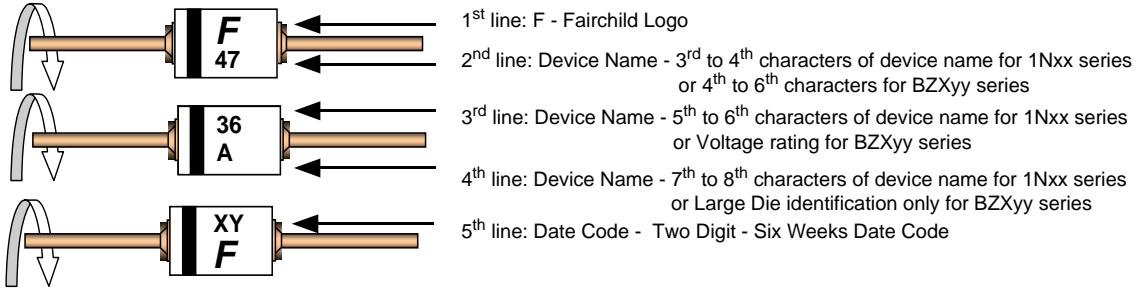 F
47
1st line: F - Fairchild Logo
2nd line: Device Name - 3rd to 4th characters of device name for 1Nxx series
or 4th to 6th characters for BZXyy series
36
A
3rd line: Device Name - 5th to 6th characters of device name for 1Nxx series
or Voltage rating for BZXyy series
4th line: Device Name - 7th to 8th characters of device name for 1Nxx series
or Large Die identification only for BZXyy series
XY
F
5th line: Date Code - Two Digit - Six Weeks Date Code